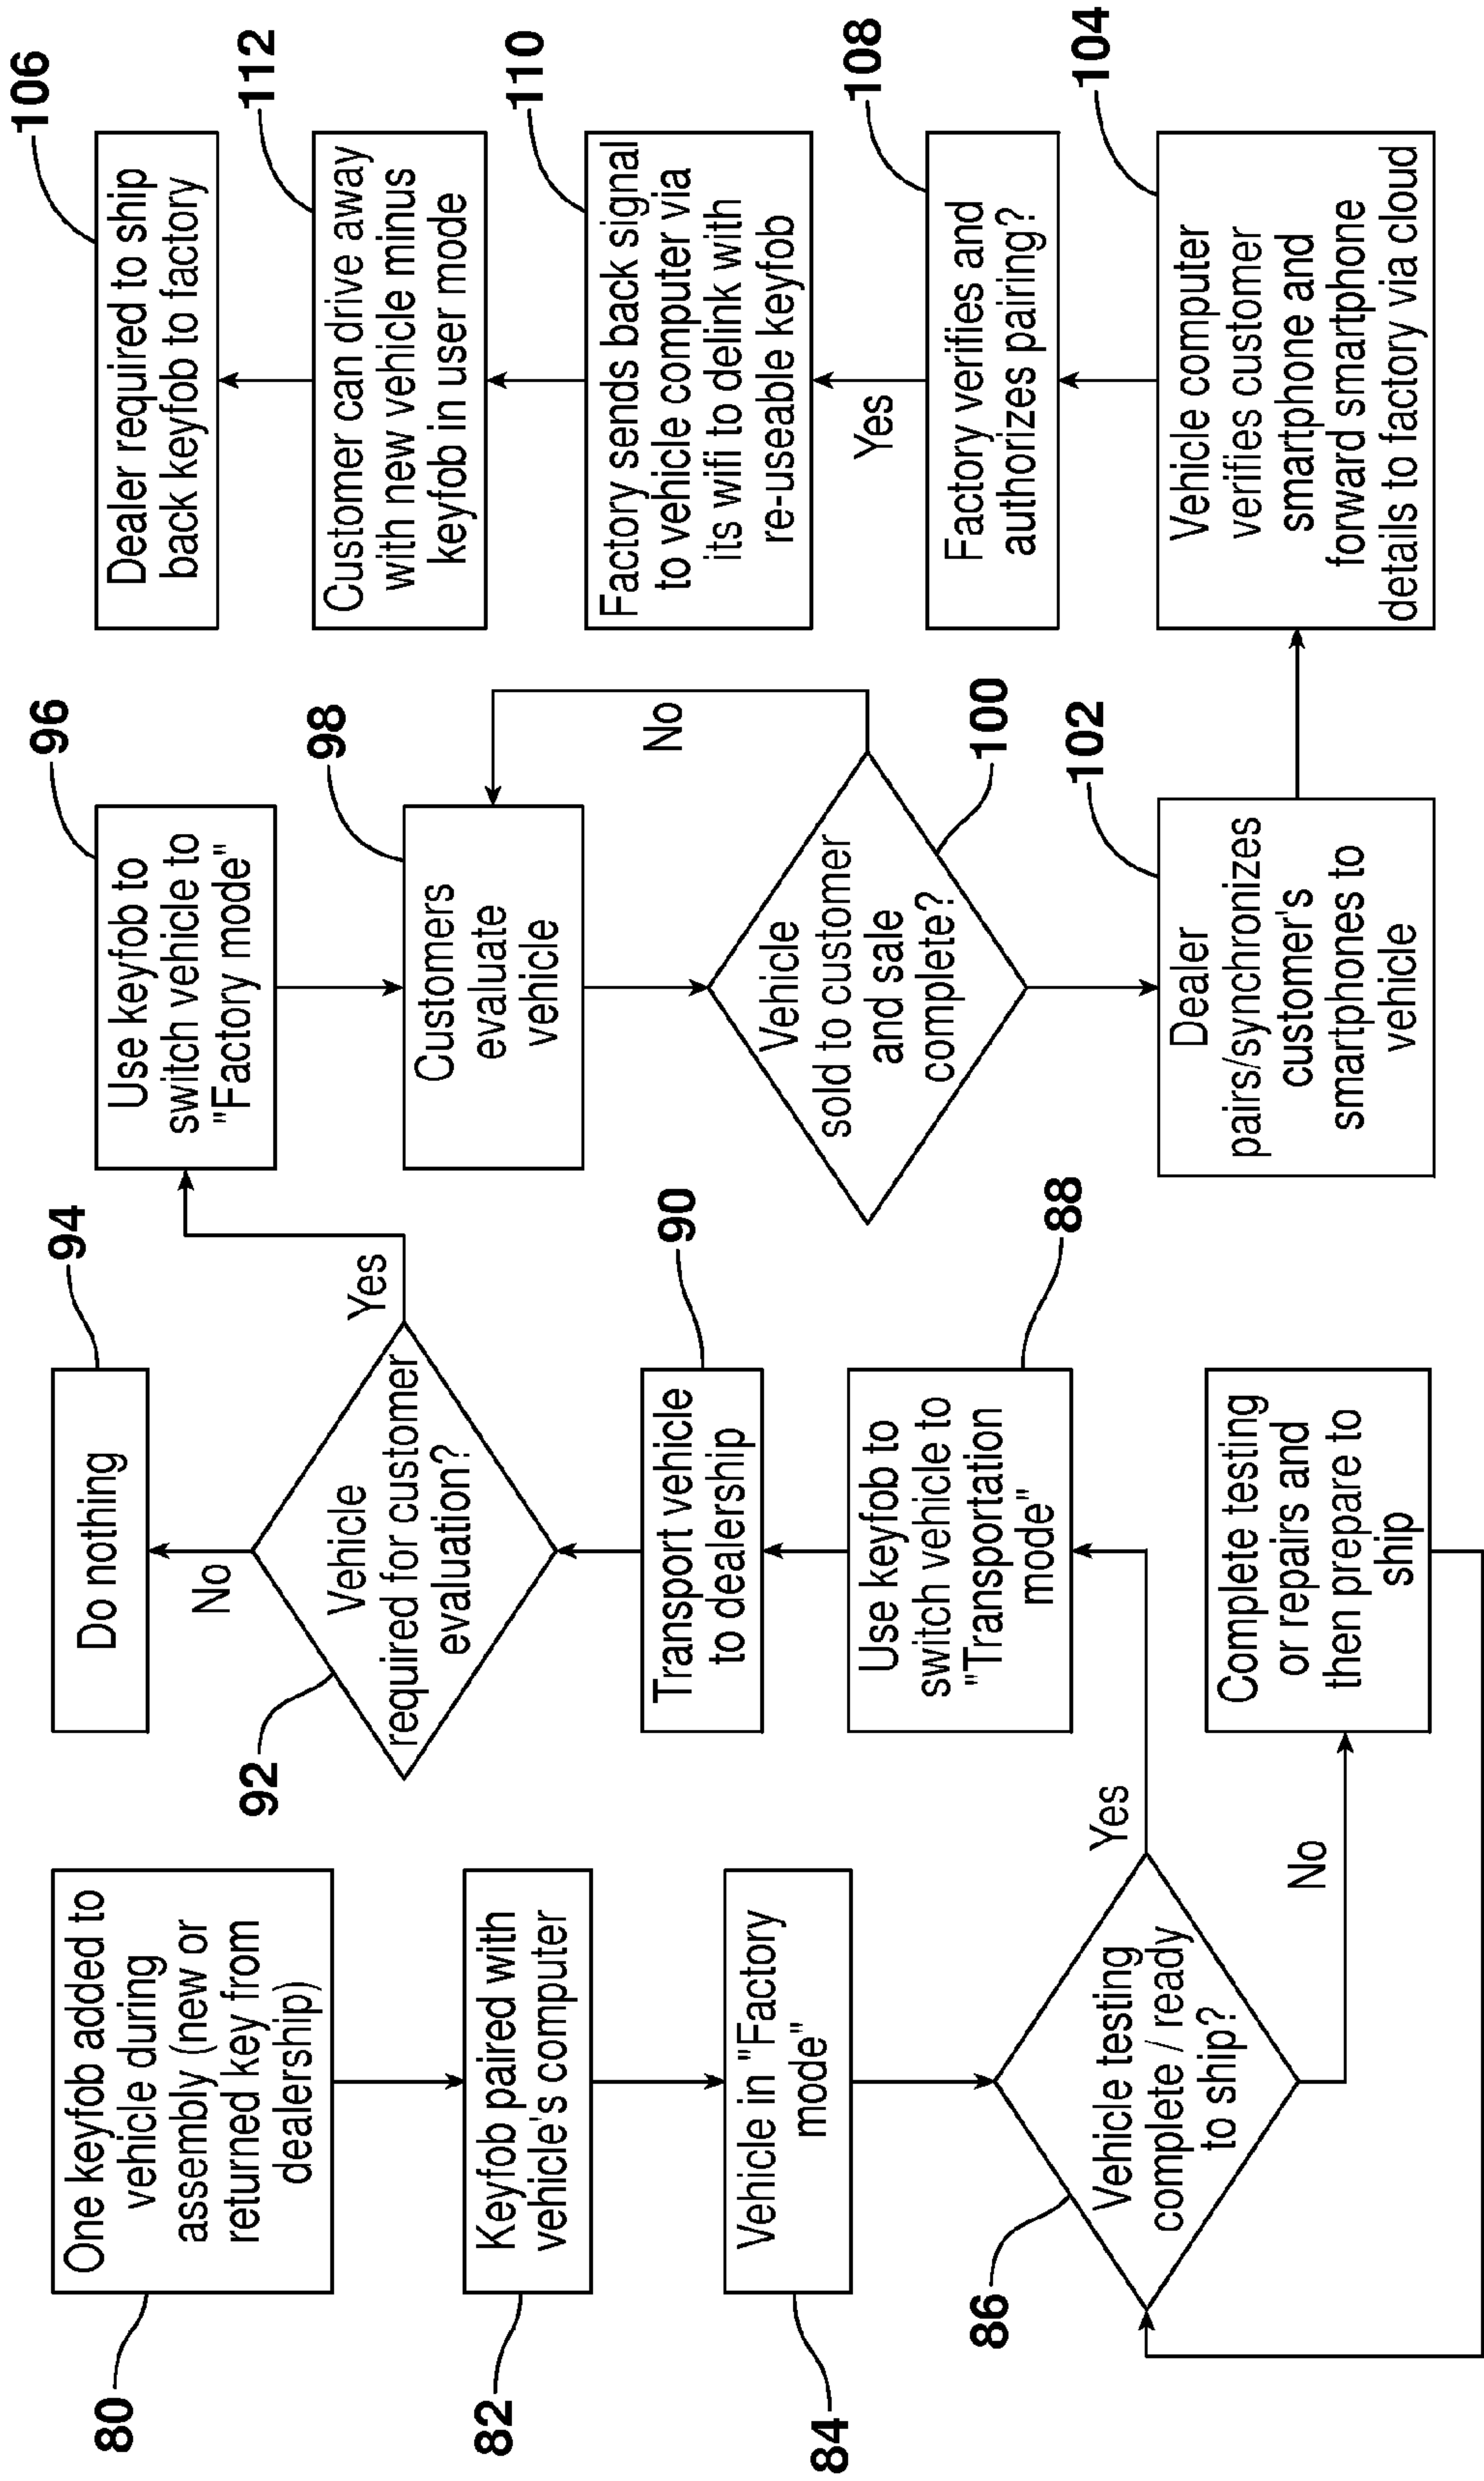 80
One keyfob added to
vehicle during
assembly (new or
returned key from
dealership)
82
Keyfob paired with
vehicle's computer
84
Vehicle in "Factory
mode"
86
Vehicle testing
complete / ready
to ship?
Yes
No
Complete testing
or repairs and
then prepare to
ship
88
Use keyfob to
switch vehicle to
"Transportation
mode"
90
Transport vehicle
to dealership
92
Vehicle
required for customer
evaluation?
No
Yes
94
Do nothing
96
Use keyfob to
switch vehicle to
"Factory mode"
98
Customers
evaluate
vehicle
No
100
Vehicle
sold to customer
and sale
complete?
102
Dealer
pairs/synchronizes
customer's
smartphones to
vehicle
104
Vehicle computer
verifies customer
smartphone and
forward smartphone
details to factory via cloud
108
Factory verifies and
authorizes pairing?
Yes
110
Factory sends back signal
to vehicle computer via
its wifi to delink with
re-useable keyfob
112
Customer can drive away
with new vehicle minus
keyfob in user mode
106
Dealer required to ship
back keyfob to factory